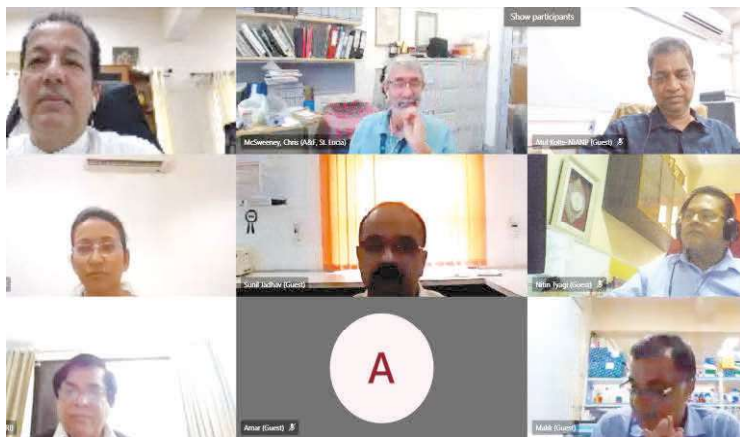 Show participants
McSweeney, Chris (A&F, St. Lucia)
Atul Kolte-NIANP (Guest)
Sunil Jadhav (Guest)
Nitin Tyagi (Guest)
A
Amar (Guest)
Malik (Guest)